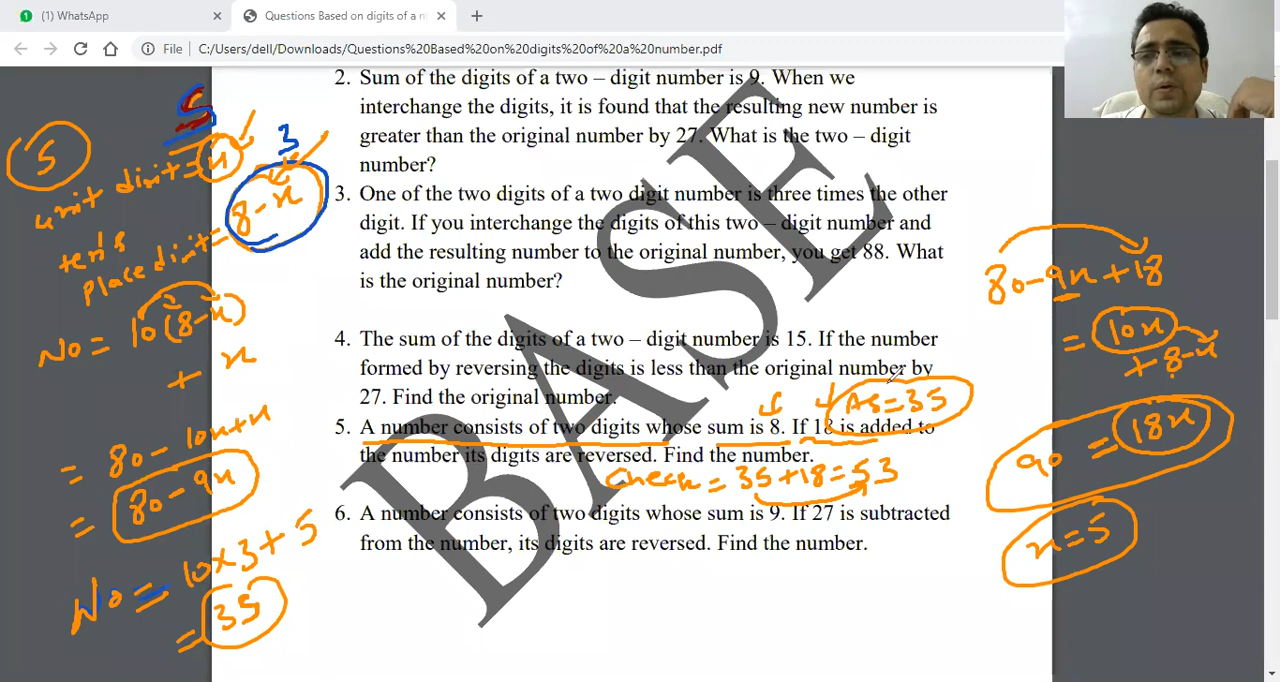 (1) WhatsApp
Questions Based on digits of a n
File C:/Users/dell/Downloads/Questions%20Based%20on%20digits%20of%20a%20number.pdf
2. Sum of the digits of a two – digit number is 9. When we
interchange the digits, it is found that the resulting new number is
greater than the original number by 27. What is the two – digit
number?
3. One of the two digits of a two digit number is three times the other
digit. If you interchange the digits of this two – digit number and
add the resulting number to the original number, you get 88. What
is the original number?
4. The sum of the digits of a two – digit number is 15. If the number
formed by reversing the digits is less than the original number by
27. Find the original number.
5. A number consists of two digits whose sum is 8. If 18 is added to
the number its digits are reversed. Find the number.
6. A number consists of two digits whose sum is 9. If 27 is subtracted
from the number, its digits are reversed. Find the number.
BASE
5
5
unit digit = x
3
ten's
place digit = 8-x
No = 10(8-x)
+ x
= 80 - 10x + x
= 80 - 9x
No = 10×3+5
= 35
AS = 35
Check = 35+18=53
80-9x+18
= 10x
+ 8-x
90 = 18x
x=5